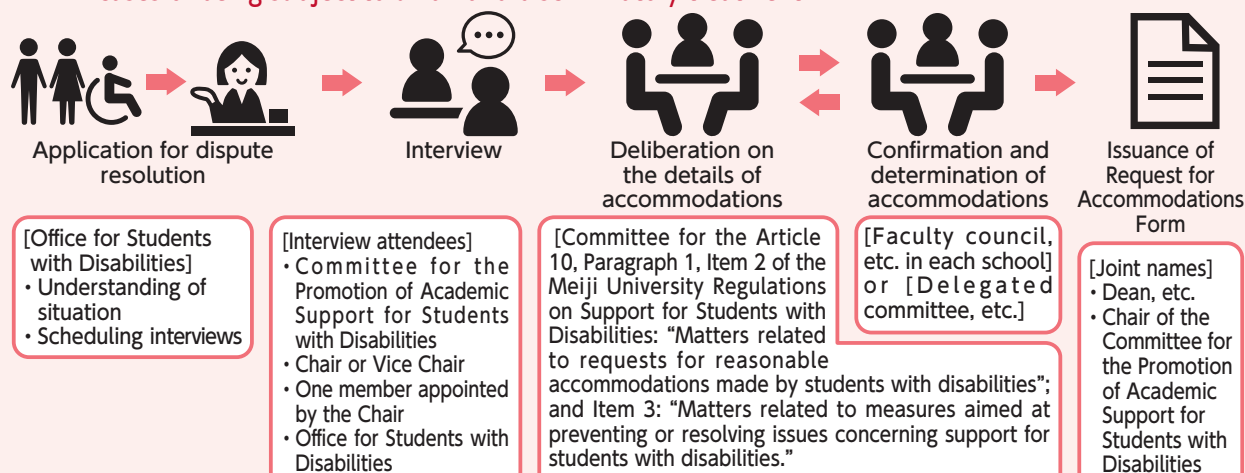 Application for dispute
resolution
Interview
Deliberation on
the details of
accommodations
Confirmation and
determination of
accommodations
Issuance of
Request for
Accommodations
Form
[Office for Students
with Disabilities]
・Understanding of
situation
・Scheduling interviews
[Interview attendees]
・Committee for the
Promotion of Academic
Support for Students
with Disabilities
・Chair or Vice Chair
・One member appointed
by the Chair
・Office for Students with
Disabilities
[Committee for the Article
10, Paragraph 1, Item 2 of the
Meiji University Regulations
on Support for Students with
Disabilities: “Matters related
to requests for reasonable
accommodations made by students with disabilities”;
and Item 3: “Matters related to measures aimed at
preventing or resolving issues concerning support for
students with disabilities.”
[Faculty council,
etc. in each school]
or [Delegated
committee, etc.]
[Joint names]
・Dean, etc.
・Chair of the
Committee for
the Promotion
of Academic
Support for
Students with
Disabilities